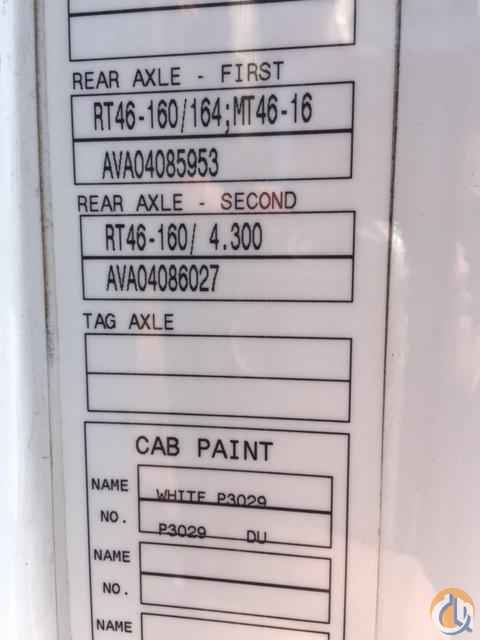 REAR AXLE - FIRST
RT46-160/164;MT46-16
AVA04085953
REAR AXLE - SECOND
RT46-160/ 4.300
AVA04086027
TAG AXLE
CAB PAINT
NAME WHITE P3029
NO. P3029 DU
NAME
NO.
NAME